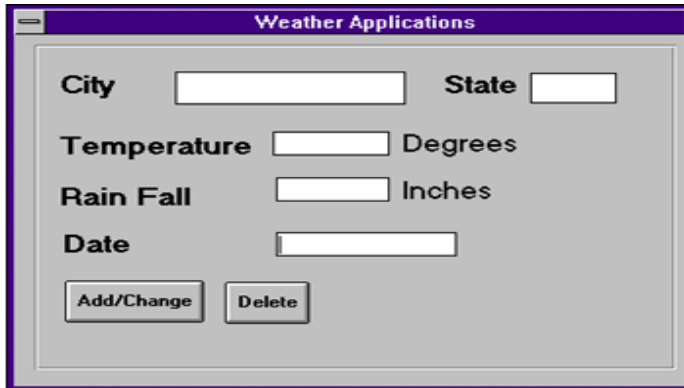 Weather Applications
City State
Temperature Degrees
Rain Fall Inches
Date
Add/Change Delete